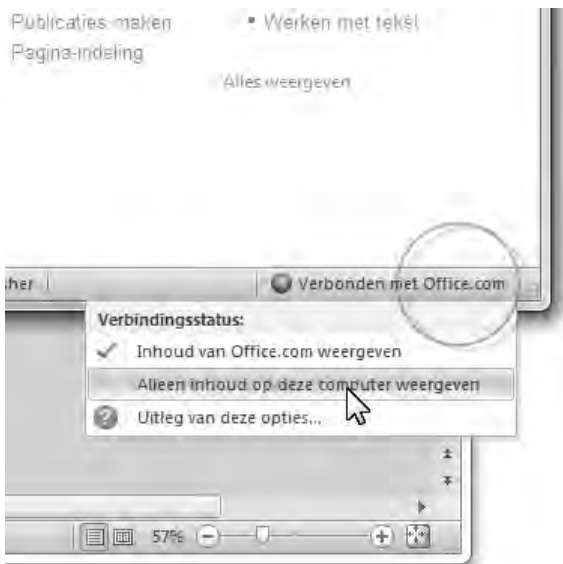 Publicaties maken • Werken met tekst
Pagina-indeling
Alles weergeven
sher
Verbonden met Office.com
Verbindingsstatus:
Inhoud van Office.com weergeven
Alleen inhoud op deze computer weergeven
Uitleg van deze opties...
57%